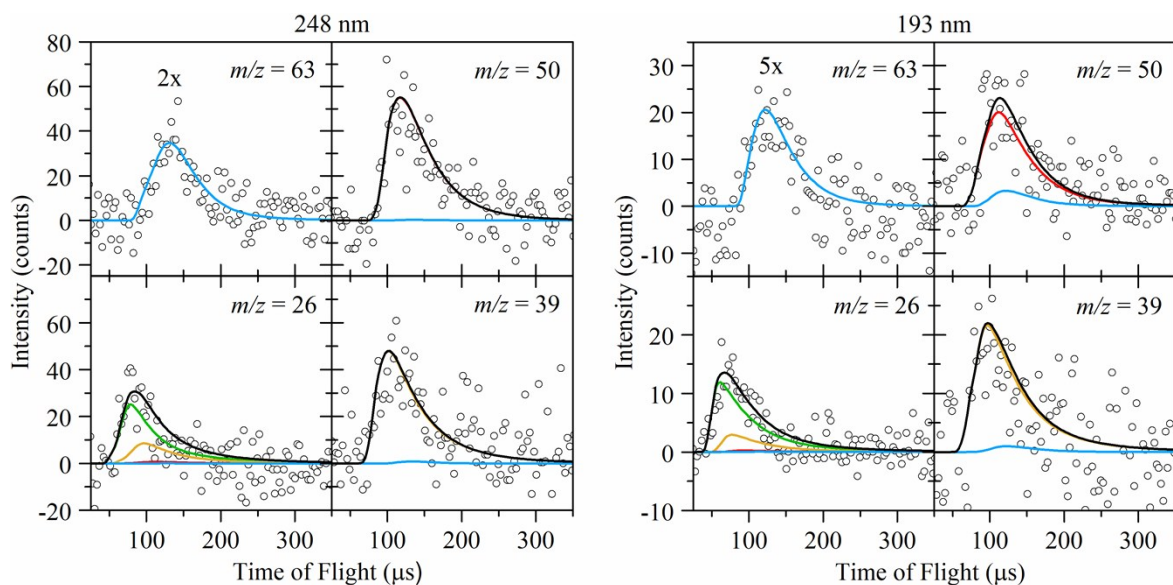 248 nm
193 nm
80
60
40
20
0
-20
2x
m/z = 63
m/z = 50
60
40
20
0
-20
m/z = 26
m/z = 39
100
200
300
100
200
300
Intensity (counts)
Time of Flight (μs)
30
20
10
0
-10
5x
m/z = 63
m/z = 50
20
10
0
-10
m/z = 26
m/z = 39
100
200
300
100
200
300
Intensity (counts)
Time of Flight (μs)